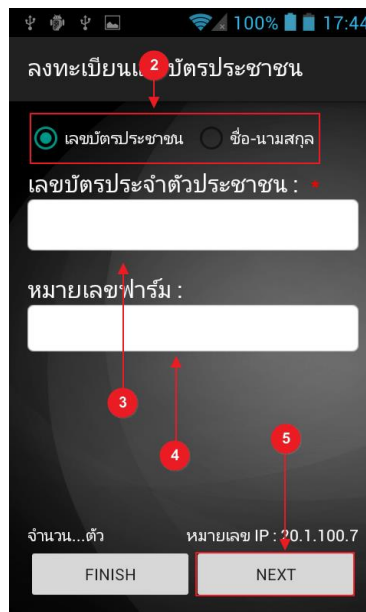 100% 17:44
ลงทะเบียน บัตรประชาชน
2
เลขบัตรประชาชน ชื่อ-นามสกุล
เลขบัตรประจำตัวประชาชน : *
หมายเลขฟาร์ม :
3
4
5
จำนวน...ตัว หมายเลข IP : 20.1.100.7
FINISH NEXT